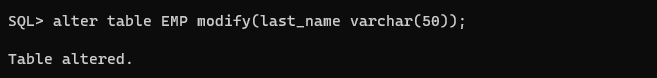 SQL> alter table EMP modify(last_name varchar(50));
Table altered.